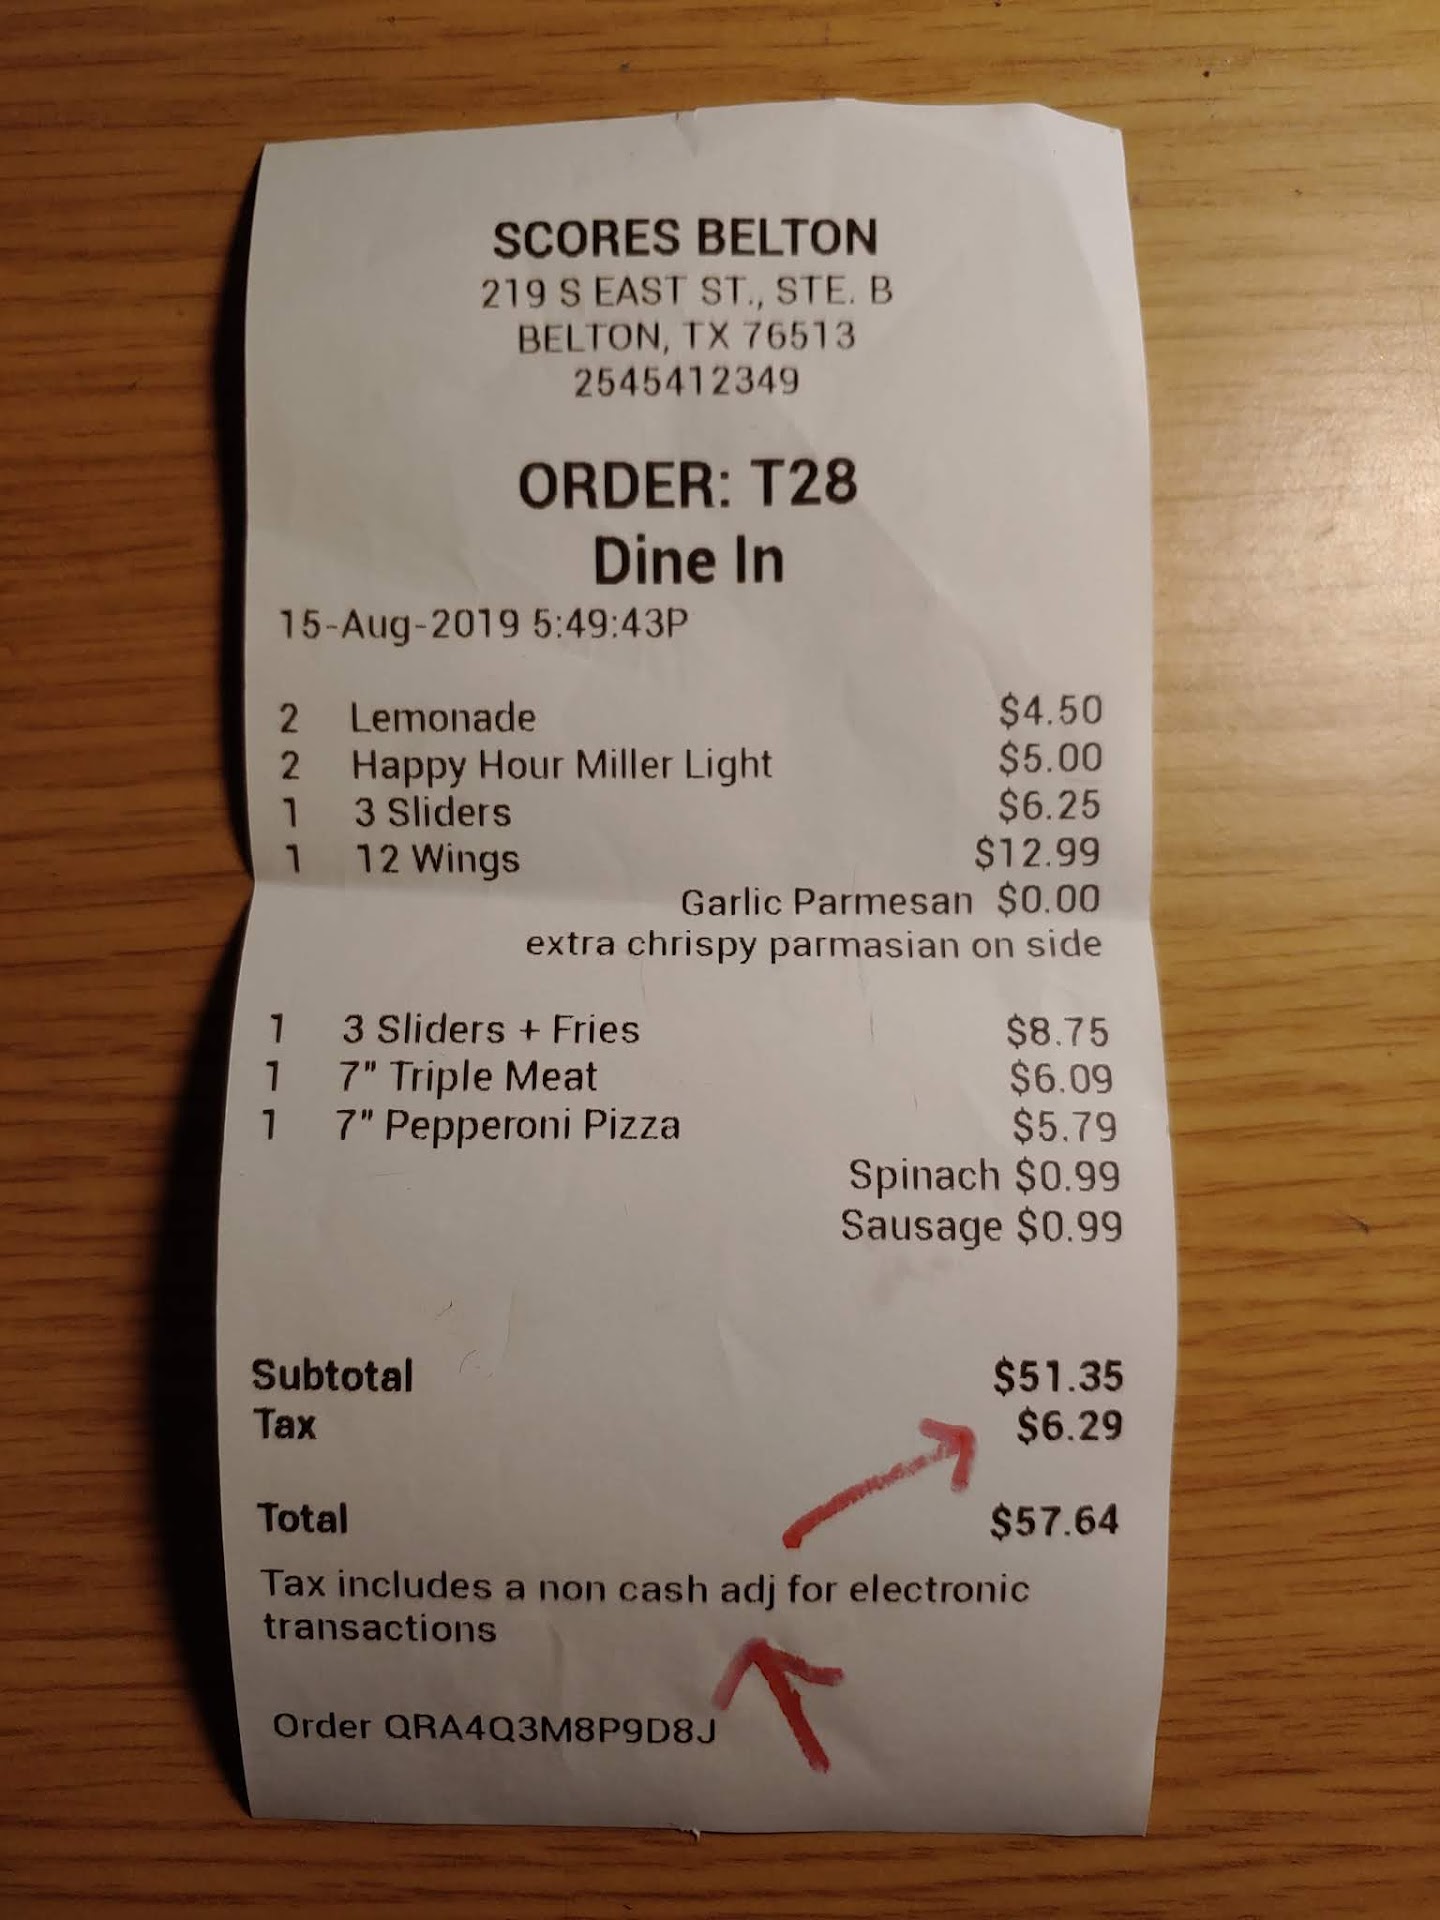 SCORES BELTON
219 S EAST ST., STE. B
BELTON, TX 76513
2545412349
ORDER: T28
Dine In
15-Aug-2019 5:49:43P
2 Lemonade $4.50
2 Happy Hour Miller Light $5.00
1 3 Sliders $6.25
1 12 Wings $12.99
Garlic Parmesan $0.00
extra chrispy parmasian on side
1 3 Sliders + Fries $8.75
1 7" Triple Meat $6.09
1 7" Pepperoni Pizza $5.79
Spinach $0.99
Sausage $0.99
Subtotal $51.35
Tax $6.29
Total $57.64
Tax includes a non cash adj for electronic
transactions
Order QRA4Q3M8P9D8J